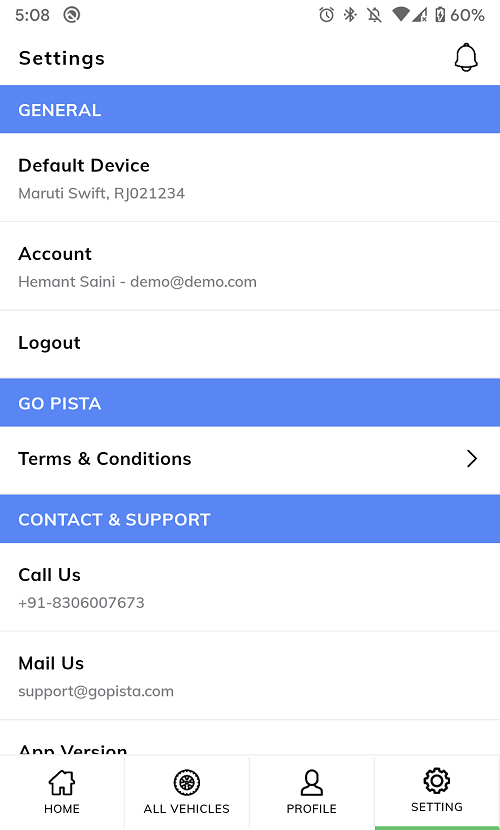 5:08
60%
Settings
GENERAL
Default Device
Maruti Swift, RJ021234
Account
Hemant Saini - demo@demo.com
Logout
GO PISTA
Terms & Conditions
CONTACT & SUPPORT
Call Us
+91-8306007673
Mail Us
support@gopista.com
App Version
HOME
ALL VEHICLES
PROFILE
SETTING